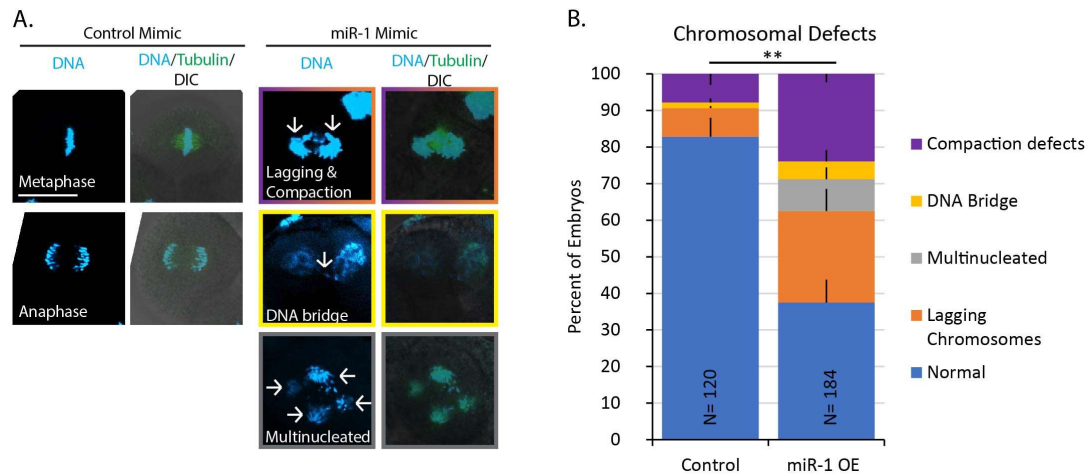 A.
Control Mimic
miR-1 Mimic
DNA
DNA/Tubulin/
DIC
DNA
DNA/Tubulin/
DIC
Metaphase
Lagging &
Compaction
Anaphase
DNA bridge
Multinucleated
B.
Chromosomal Defects
**
Percent of Embryos
100
90
80
70
60
50
40
30
20
10
0
N= 120
N= 184
Control
miR-1 OE
Compaction defects
DNA Bridge
Multinucleated
Lagging
Chromosomes
Normal